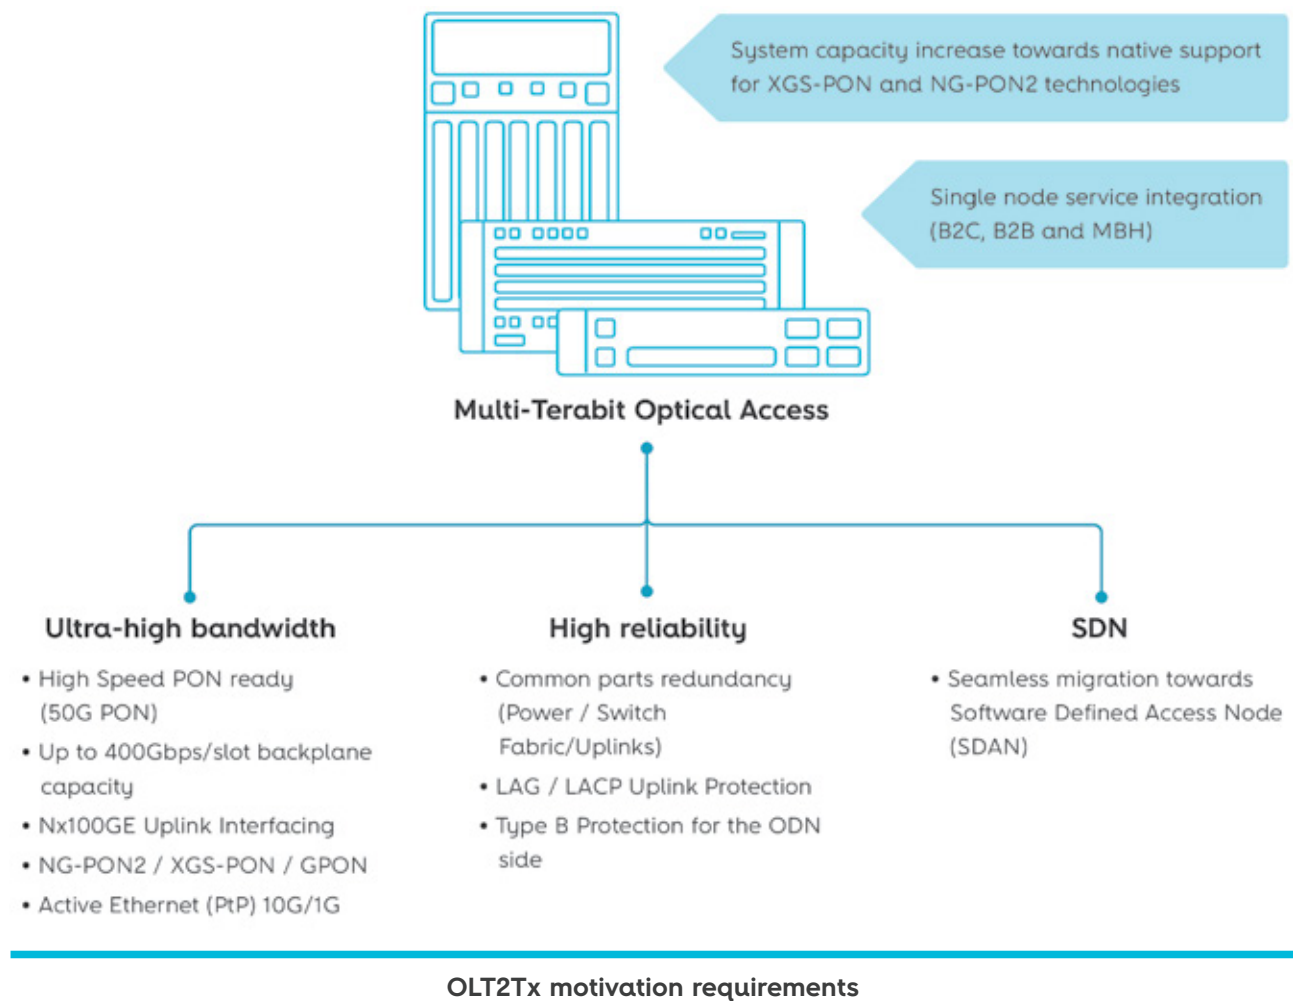 System capacity increase towards native support
for XGS-PON and NG-PON2 technologies
Single node service integration
(B2C, B2B and MBH)
Multi-Terabit Optical Access
Ultra-high bandwidth
• High Speed PON ready
(50G PON)
• Up to 400Gbps/slot backplane
capacity
• Nx100GE Uplink Interfacing
• NG-PON2 / XGS-PON / GPON
• Active Ethernet (PtP) 10G/1G
High reliability
• Common parts redundancy
(Power / Switch
Fabric/Uplinks)
• LAG / LACP Uplink Protection
• Type B Protection for the ODN
side
SDN
• Seamless migration towards
Software Defined Access Node
(SDAN)
OLT2Tx motivation requirements